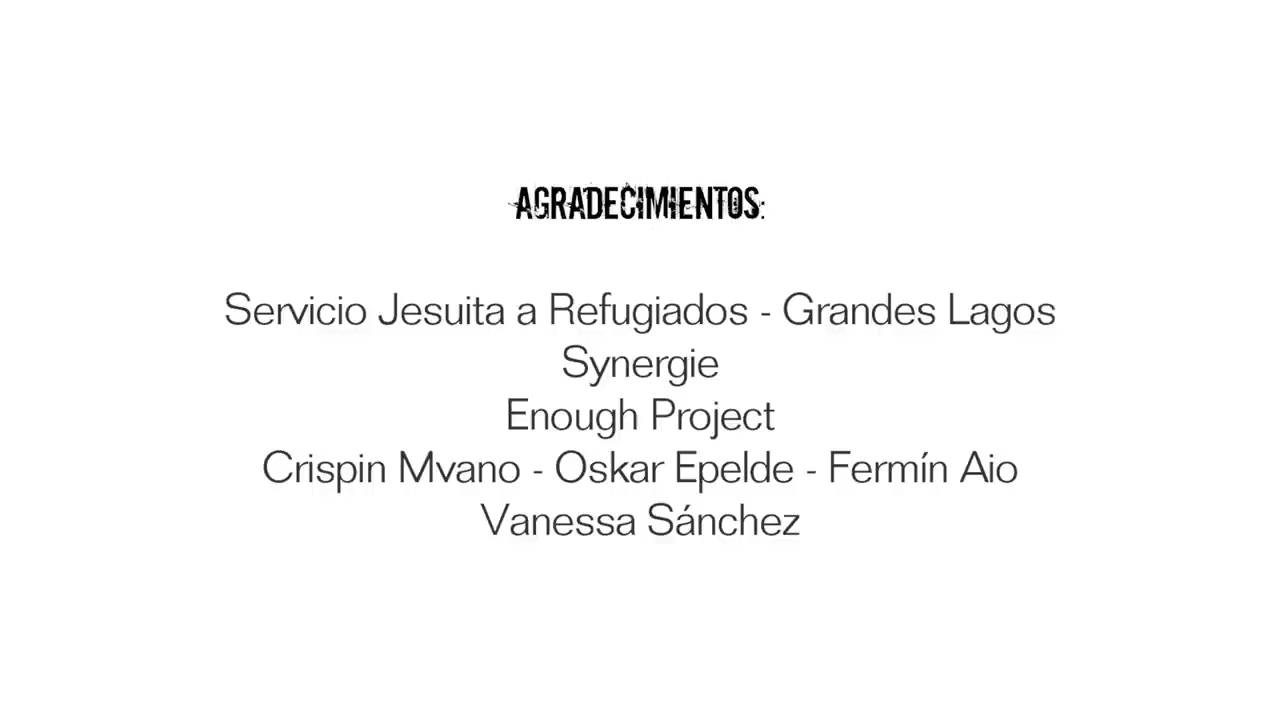 AGRADECIMIENTOS:
Servicio Jesuita a Refugiados - Grandes Lagos
Synergie
Enough Project
Crispin Mvano - Oskar Epelde - Fermín Aio
Vanessa Sánchez